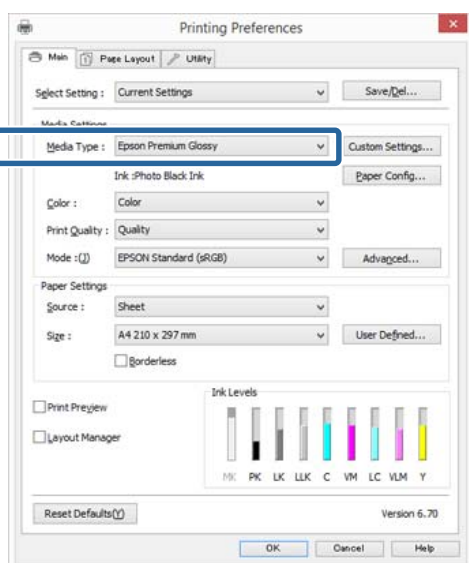 Printing Preferences
Main Page Layout Utility
Select Setting : Current Settings Save/Del...
Media Settings
Media Type : Epson Premium Glossy Custom Settings...
Ink :Photo Black Ink Paper Config...
Color : Color
Print Quality : Quality
Mode :(J) EPSON Standard (sRGB) Advanced...
Paper Settings
Source : Sheet
Size : A4 210 x 297 mm User Defined...
Borderless
Ink Levels
Print Preview
Layout Manager
MK PK LK LLK C VM LC VLM Y
Reset Defaults(Y) Version 6.70
OK Cancel Help